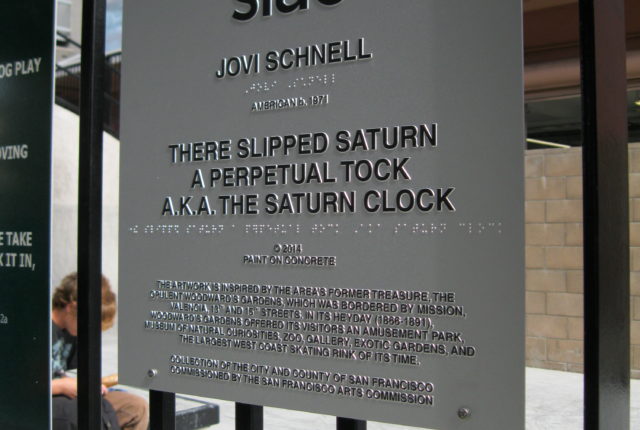 JOVI SCHNELL
AMERICAN b. 1971
THERE SLIPPED SATURN
A PERPETUAL TOCK
A.K.A. THE SATURN CLOCK
© 2014
PAINT ON CONCRETE
THE ARTWORK IS INSPIRED BY THE AREA'S FORMER TREASURE, THE
OPULENT WOODWARD'S GARDENS, WHICH WAS BORDERED BY MISSION,
VALENCIA, 13TH AND 15TH STREETS. IN ITS HEYDAY (1866-1891),
WOODWARD'S GARDENS OFFERED ITS VISITORS AN AMUSEMENT PARK,
MUSEUM OF NATURAL CURIOSITIES, ZOO, GALLERY, EXOTIC GARDENS, AND
THE LARGEST WEST COAST SKATING RINK OF ITS TIME.
COLLECTION OF THE CITY AND COUNTY OF SAN FRANCISCO
COMMISSIONED BY THE SAN FRANCISCO ARTS COMMISSION
OG PLAY
OVING
E TAKE
K IT IN,
2a